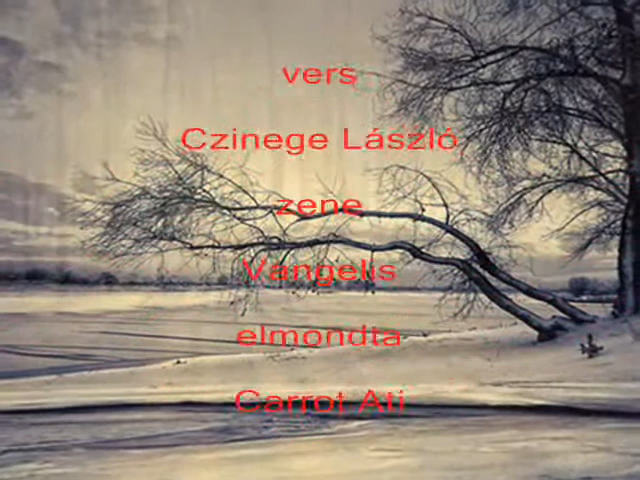 vers
Czinege László
zene
Vangelis
elmondta
Carrot Ati